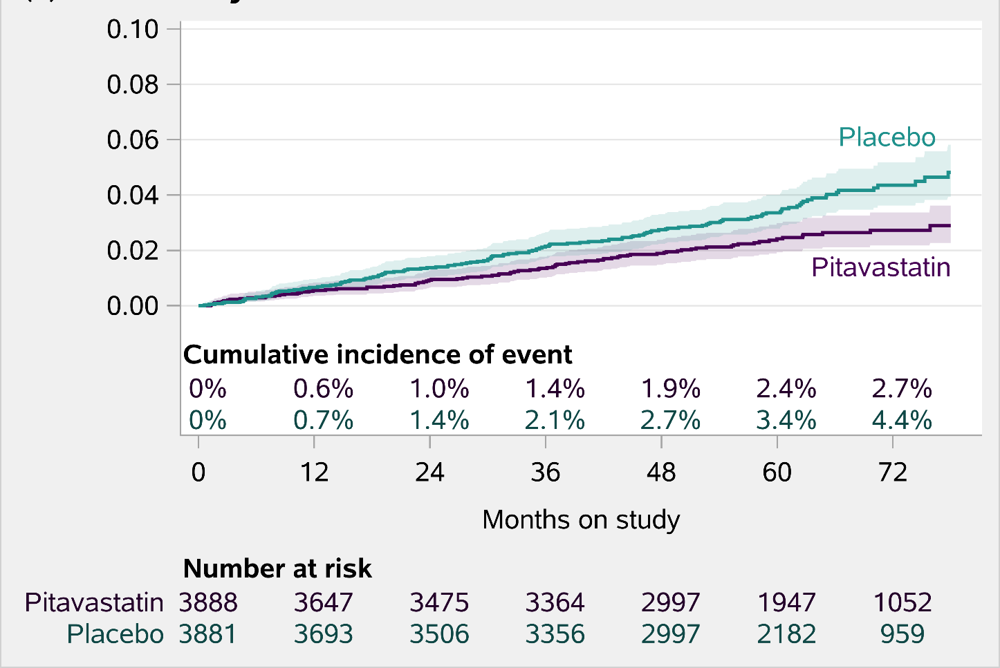 0.10
0.08
0.06
0.04
0.02
0.00
Placebo
Pitavastatin
Cumulative incidence of event
0% 0.6% 1.0% 1.4% 1.9% 2.4% 2.7%
0% 0.7% 1.4% 2.1% 2.7% 3.4% 4.4%
0 12 24 36 48 60 72
Months on study
Number at risk
Pitavastatin 3888 3647 3475 3364 2997 1947 1052
Placebo 3881 3693 3506 3356 2997 2182 959